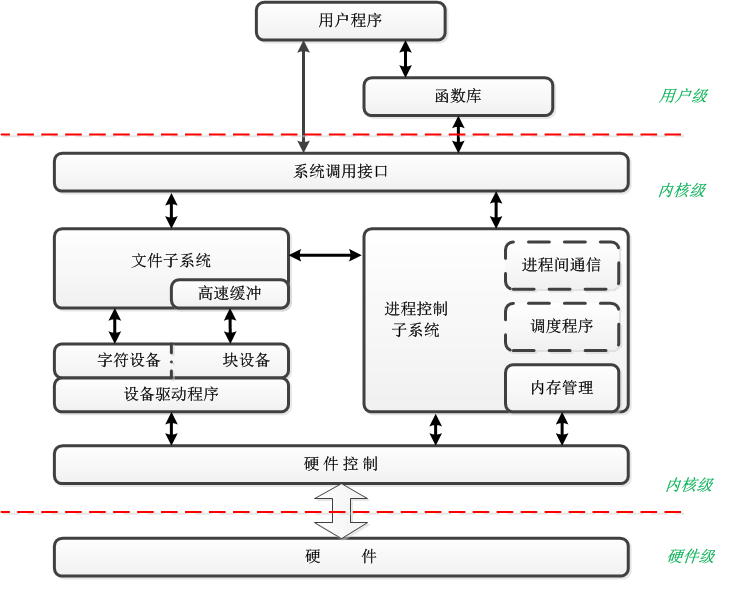 用户程序
函数库
用户级
系统调用接口
内核级
文件子系统
高速缓冲
进程控制
子系统
进程间通信
调度程序
内存管理
字符设备 块设备
设备驱动程序
硬件控制
内核级
硬 件
硬件级